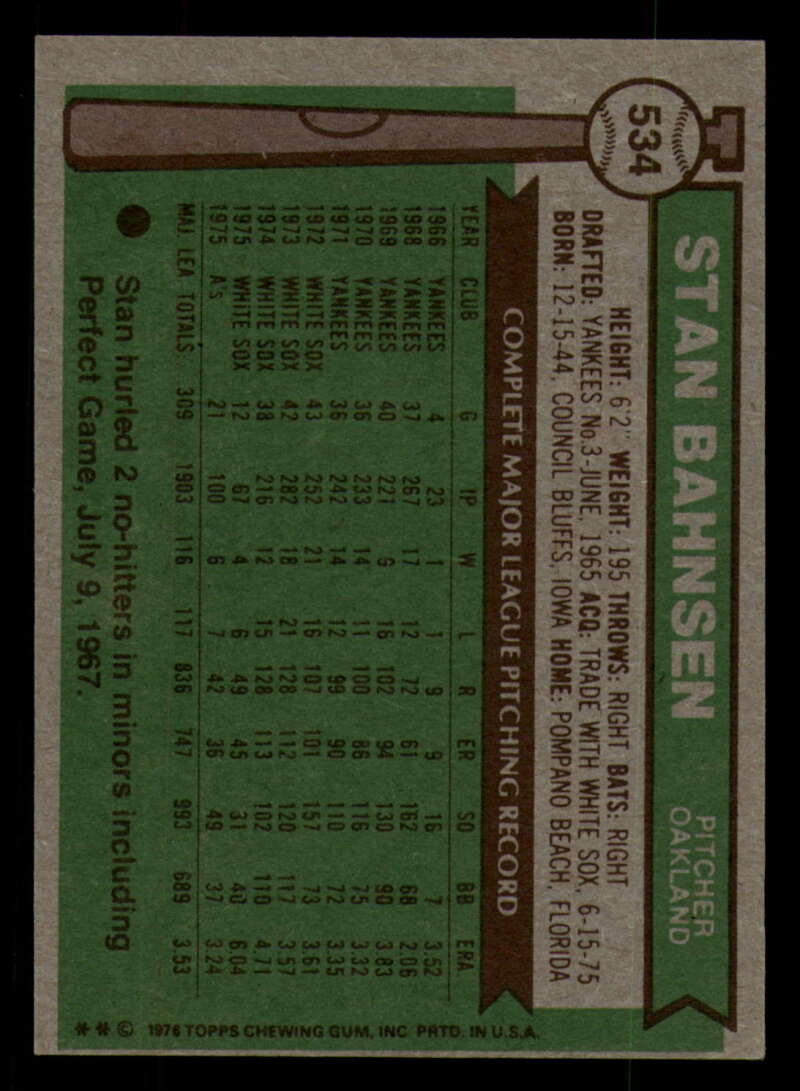 534
STAN BAHNSEN
PITCHER
OAKLAND
HEIGHT: 6'2" WEIGHT: 195 THROWS: RIGHT BATS: RIGHT
DRAFTED: YANKEES No.3-JUNE, 1965 ACQ: TRADE WITH WHITE SOX, 6-15-75
BORN: 12-15-44, COUNCIL BLUFFS, IOWA HOME: POMPANO BEACH, FLORIDA
COMPLETE MAJOR LEAGUE PITCHING RECORD
YEAR CLUB G IP W L R ER SO BB ERA
1966 YANKEES 4 23 1 1 9 9 16 7 3.52
1968 YANKEES 37 267 17 12 72 61 162 68 2.06
1969 YANKEES 40 221 9 16 102 94 130 90 3.83
1970 YANKEES 36 233 14 11 100 86 116 75 3.32
1971 YANKEES 36 242 14 12 99 90 110 72 3.35
1972 WHITE SOX 43 252 21 16 107 101 157 73 3.61
1973 WHITE SOX 42 282 18 21 128 112 120 117 3.57
1974 WHITE SOX 38 216 12 15 128 113 102 110 4.71
1975 WHITE SOX 12 67 4 6 49 45 31 40 6.04
1975 A's 21 100 6 7 42 36 49 37 3.24
MAJ. LEA TOTALS: 309 1903 116 117 836 747 993 689 3.53
Stan hurled 2 no-hitters in minors including
Perfect Game, July 9, 1967.
* * © 1976 TOPPS CHEWING GUM, INC. PRTD. IN U.S.A.